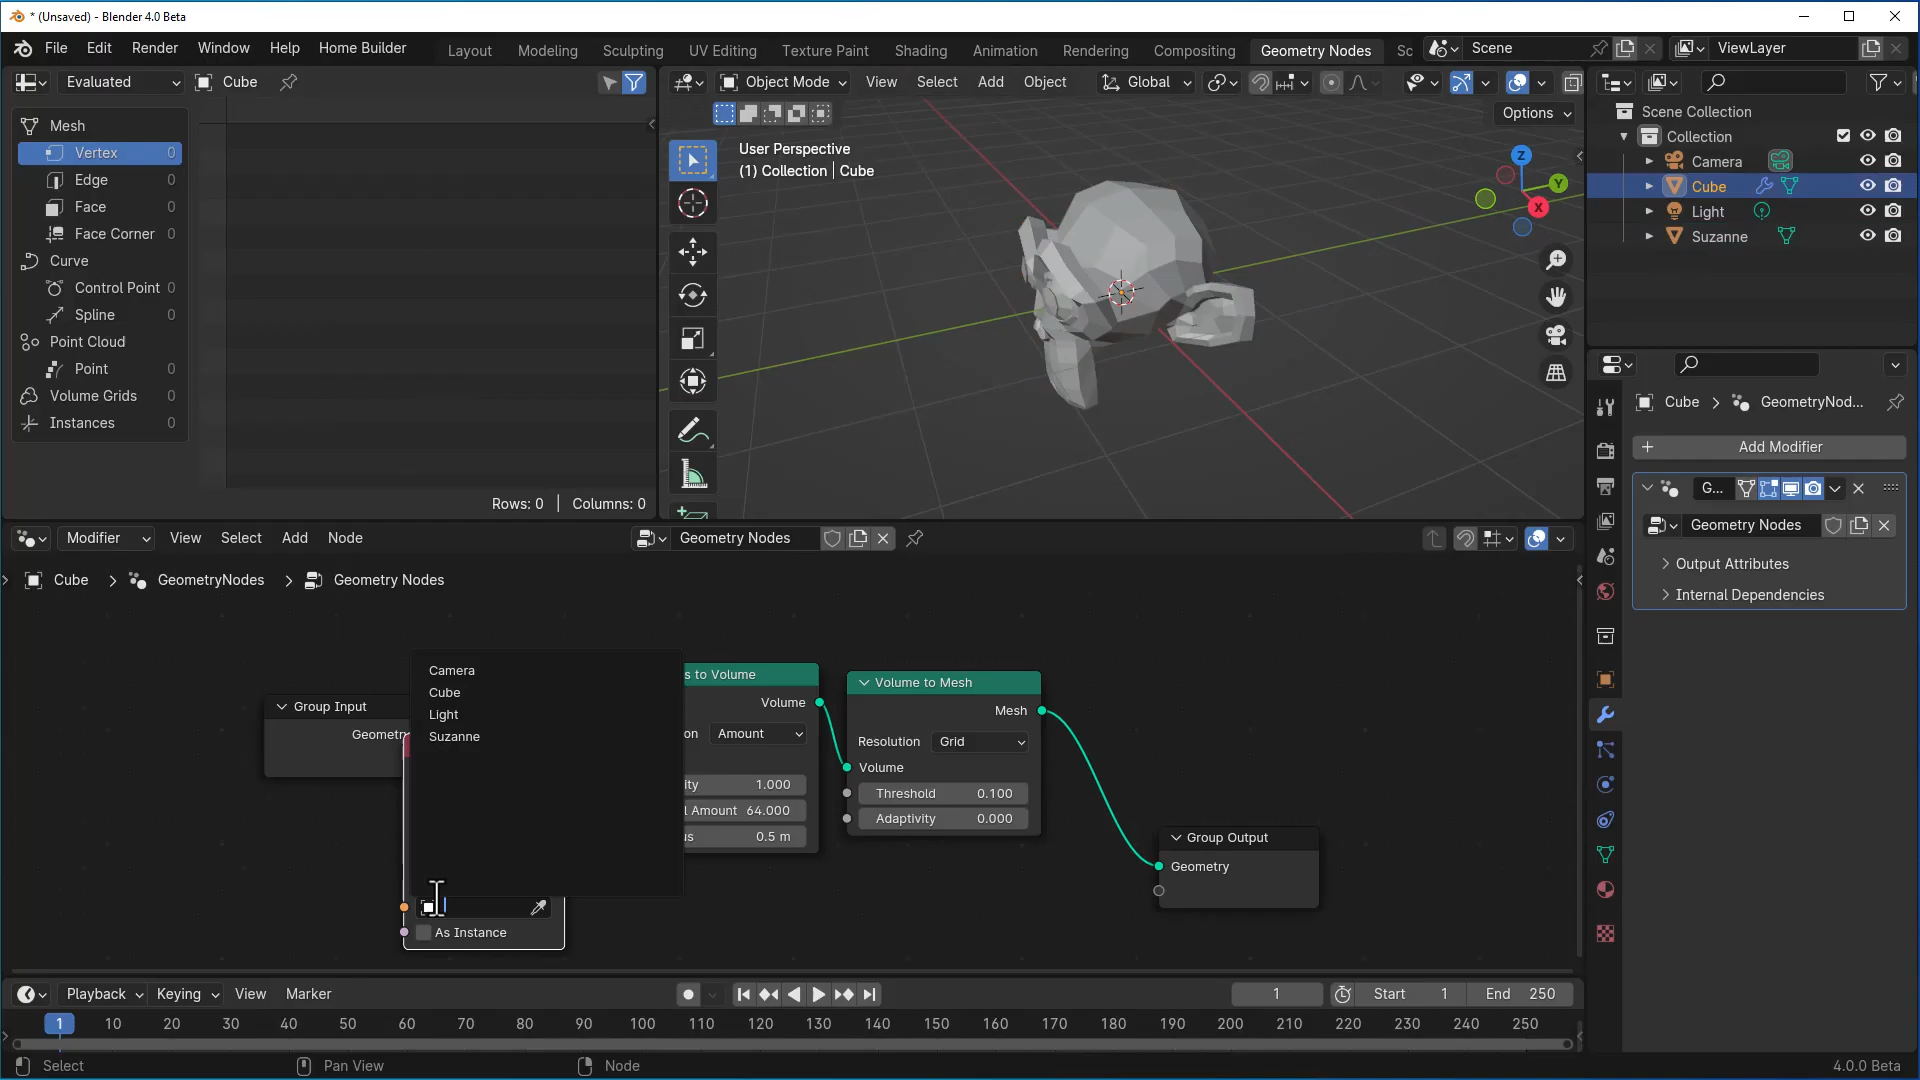 * (Unsaved) - Blender 4.0 Beta
File Edit Render Window Help Home Builder
Layout Modeling Sculpting UV Editing Texture Paint Shading Animation Rendering Compositing Geometry Nodes Sc
Scene
ViewLayer
Evaluated
Cube
Mesh
Vertex 0
Edge 0
Face 0
Face Corner 0
Curve
Control Point 0
Spline 0
Point Cloud
Point 0
Volume Grids 0
Instances 0
Rows: 0 | Columns: 0
Object Mode View Select Add Object
Global
Options
User Perspective
(1) Collection | Cube
Z
Y
X
Scene Collection
Collection
Camera
Cube
Light
Suzanne
Cube > GeometryNod...
Add Modifier
G...
Geometry Nodes
Output Attributes
Internal Dependencies
Modifier View Select Add Node
Geometry Nodes
Cube > GeometryNodes > Geometry Nodes
Group Input
Geometry
Camera
Cube
Light
Suzanne
As Instance
s to Volume
Volume
on Amount
ity 1.000
l Amount 64.000
us 0.5 m
Volume to Mesh
Mesh
Resolution Grid
Volume
Threshold 0.100
Adaptivity 0.000
Group Output
Geometry
Playback Keying View Marker
1
Start 1
End 250
1 10 20 30 40 50 60 70 80 90 100 110 120 130 140 150 160 170 180 190 200 210 220 230 240 250
Select
Pan View
Node
4.0.0 Beta